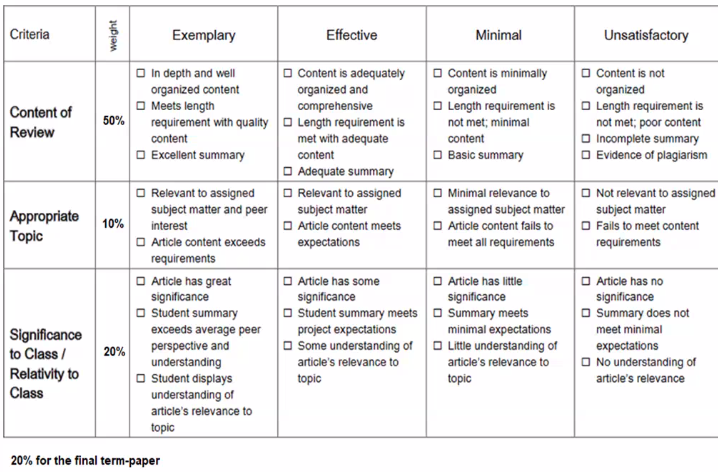 Criteria
weight
Exemplary
Effective
Minimal
Unsatisfactory
Content of
Review
50%
☐ In depth and well
organized content
☐ Meets length
requirement with quality
content
☐ Excellent summary
☐ Content is adequately
organized and
comprehensive
☐ Length requirement is
met with adequate
content
☐ Adequate summary
☐ Content is minimally
organized
☐ Length requirement is
not met; minimal
content
☐ Basic summary
☐ Content is not
organized
☐ Length requirement is
not met; poor content
☐ Incomplete summary
☐ Evidence of plagiarism
Appropriate
Topic
10%
☐ Relevant to assigned
subject matter and peer
interest
☐ Article content exceeds
requirements
☐ Relevant to assigned
subject matter
☐ Article content meets
expectations
☐ Minimal relevance to
assigned subject matter
☐ Article content fails to
meet all requirements
☐ Not relevant to assigned
subject matter
☐ Fails to meet content
requirements
Significance
to Class /
Relativity to
Class
20%
☐ Article has great
significance
☐ Student summary
exceeds average peer
perspective and
understanding
☐ Student displays
understanding of
article's relevance to
topic
☐ Article has some
significance
☐ Student summary meets
project expectations
☐ Some understanding of
article's relevance to
topic
☐ Article has little
significance
☐ Summary meets
minimal expectations
☐ Little understanding of
article's relevance to
topic
☐ Article has no
significance
☐ Summary does not
meet minimal
expectations
☐ No understanding of
article's relevance
20% for the final term-paper